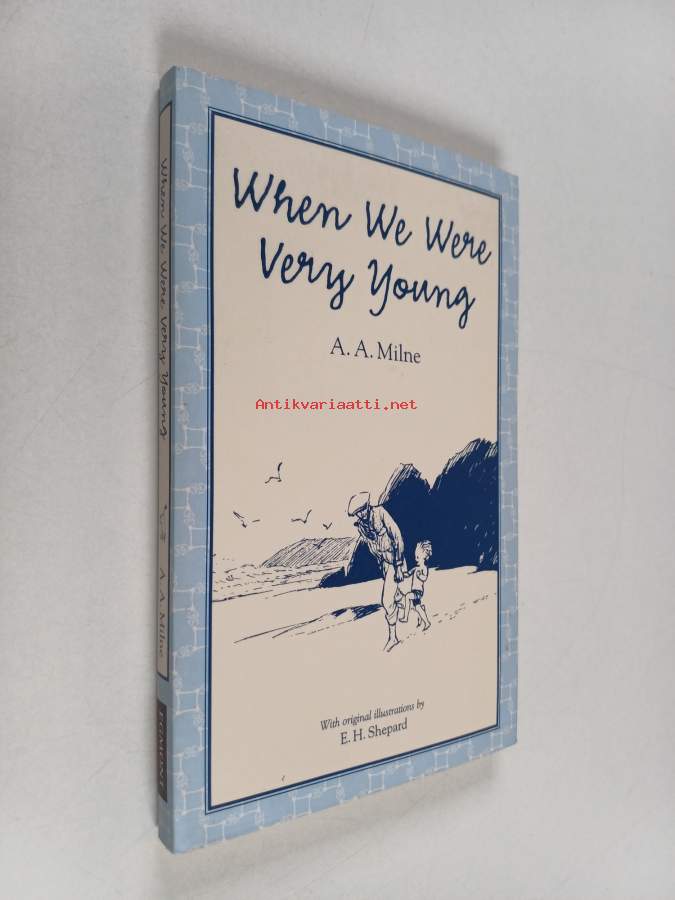 When We Were
Very Young
A. A. Milne
Antikvariaatti.net
With original illustrations by
E. H. Shepard
When We Were Very Young
A. A. Milne
EGMONT